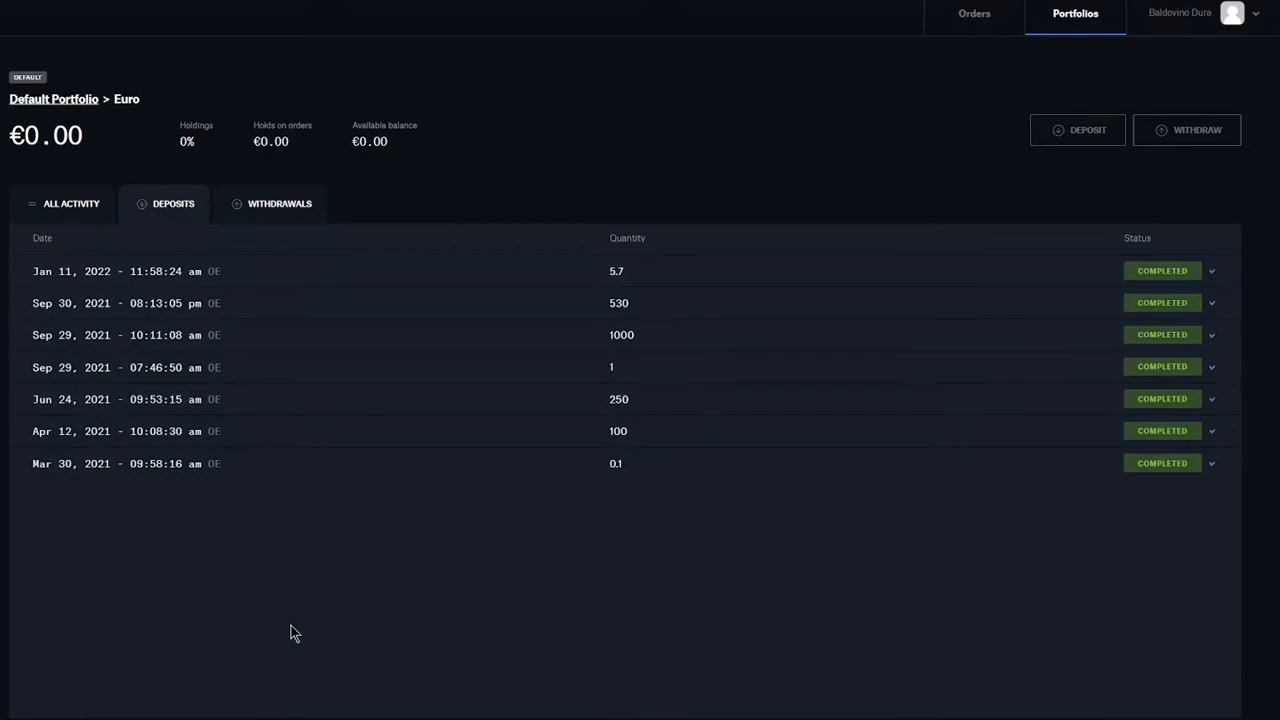 Orders Portfolios Baldovino Dura
DEFAULT
Default Portfolio > Euro
€0.00
Holdings Holds on orders Available balance
0% €0.00 €0.00
DEPOSIT WITHDRAW
ALL ACTIVITY DEPOSITS WITHDRAWALS
Date Quantity Status
Jan 11, 2022 - 11:58:24 am OE 5.7 COMPLETED
Sep 30, 2021 - 08:13:05 pm OE 530 COMPLETED
Sep 29, 2021 - 10:11:08 am OE 1000 COMPLETED
Sep 29, 2021 - 07:46:50 am OE 1 COMPLETED
Jun 24, 2021 - 09:53:15 am OE 250 COMPLETED
Apr 12, 2021 - 10:08:30 am OE 100 COMPLETED
Mar 30, 2021 - 09:58:16 am OE 0.1 COMPLETED